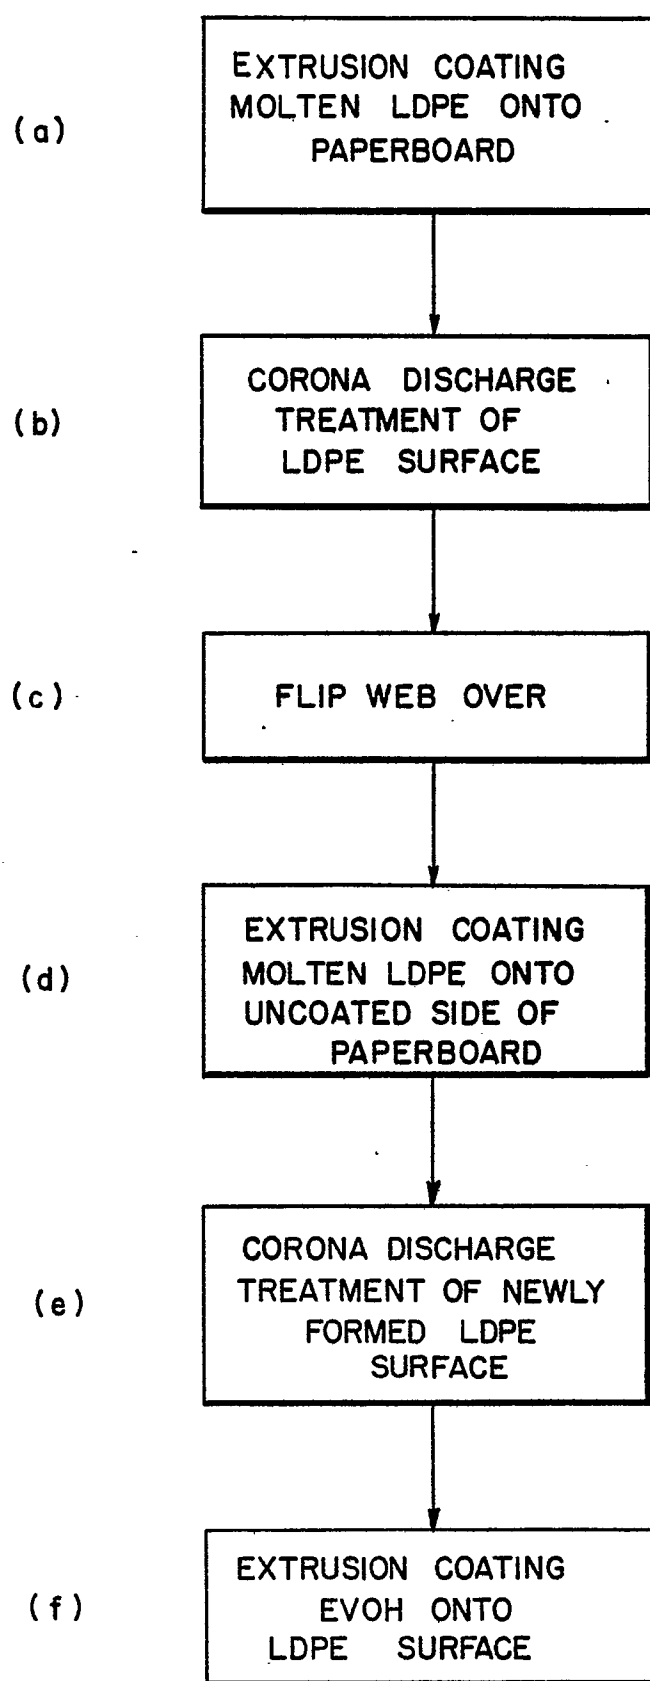 (a)
EXTRUSION COATING
MOLTEN LDPE ONTO
PAPERBOARD
(b)
CORONA DISCHARGE
TREATMENT OF
LDPE SURFACE
(c)
FLIP WEB OVER
(d)
EXTRUSION COATING
MOLTEN LDPE ONTO
UNCOATED SIDE OF
PAPERBOARD
(e)
CORONA DISCHARGE
TREATMENT OF NEWLY
FORMED LDPE
SURFACE
(f)
EXTRUSION COATING
EVOH ONTO
LDPE SURFACE